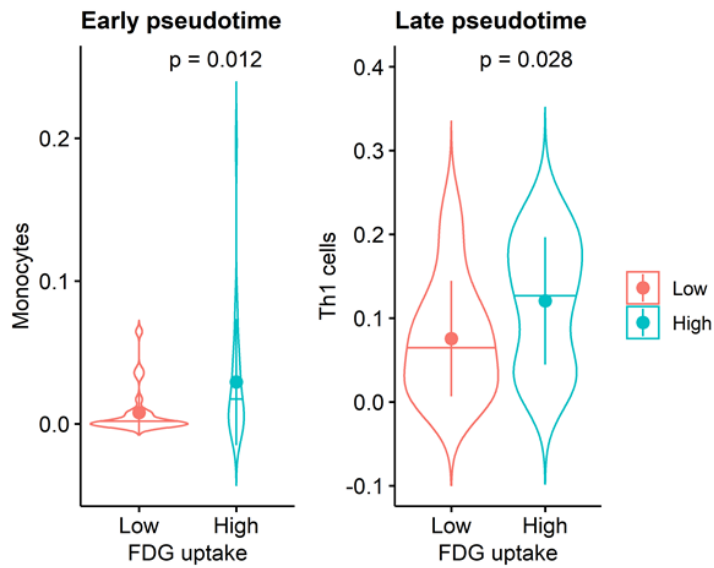 Early pseudotime
p = 0.012
Monocytes
0.2
0.1
0.0
Low
High
FDG uptake
Late pseudotime
p = 0.028
Th1 cells
0.4
0.3
0.2
0.1
0.0
-0.1
Low
High
FDG uptake
Low
High